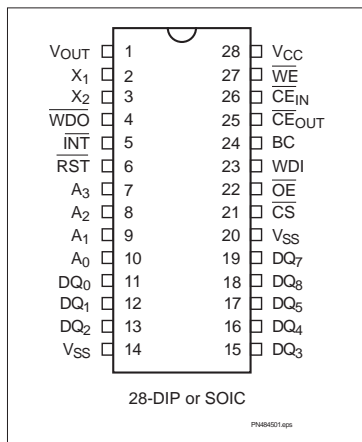 VOUT 1 28 VCC
X1 2 27 WE
X2 3 26 CEIN
WDO 4 25 CEOUT
INT 5 24 BC
RST 6 23 WDI
A3 7 22 OE
A2 8 21 CS
A1 9 20 VSS
A0 10 19 DQ7
DQ0 11 18 DQ8
DQ1 12 17 DQ5
DQ2 13 16 DQ4
VSS 14 15 DQ3
28-DIP or SOIC
PN484501.eps